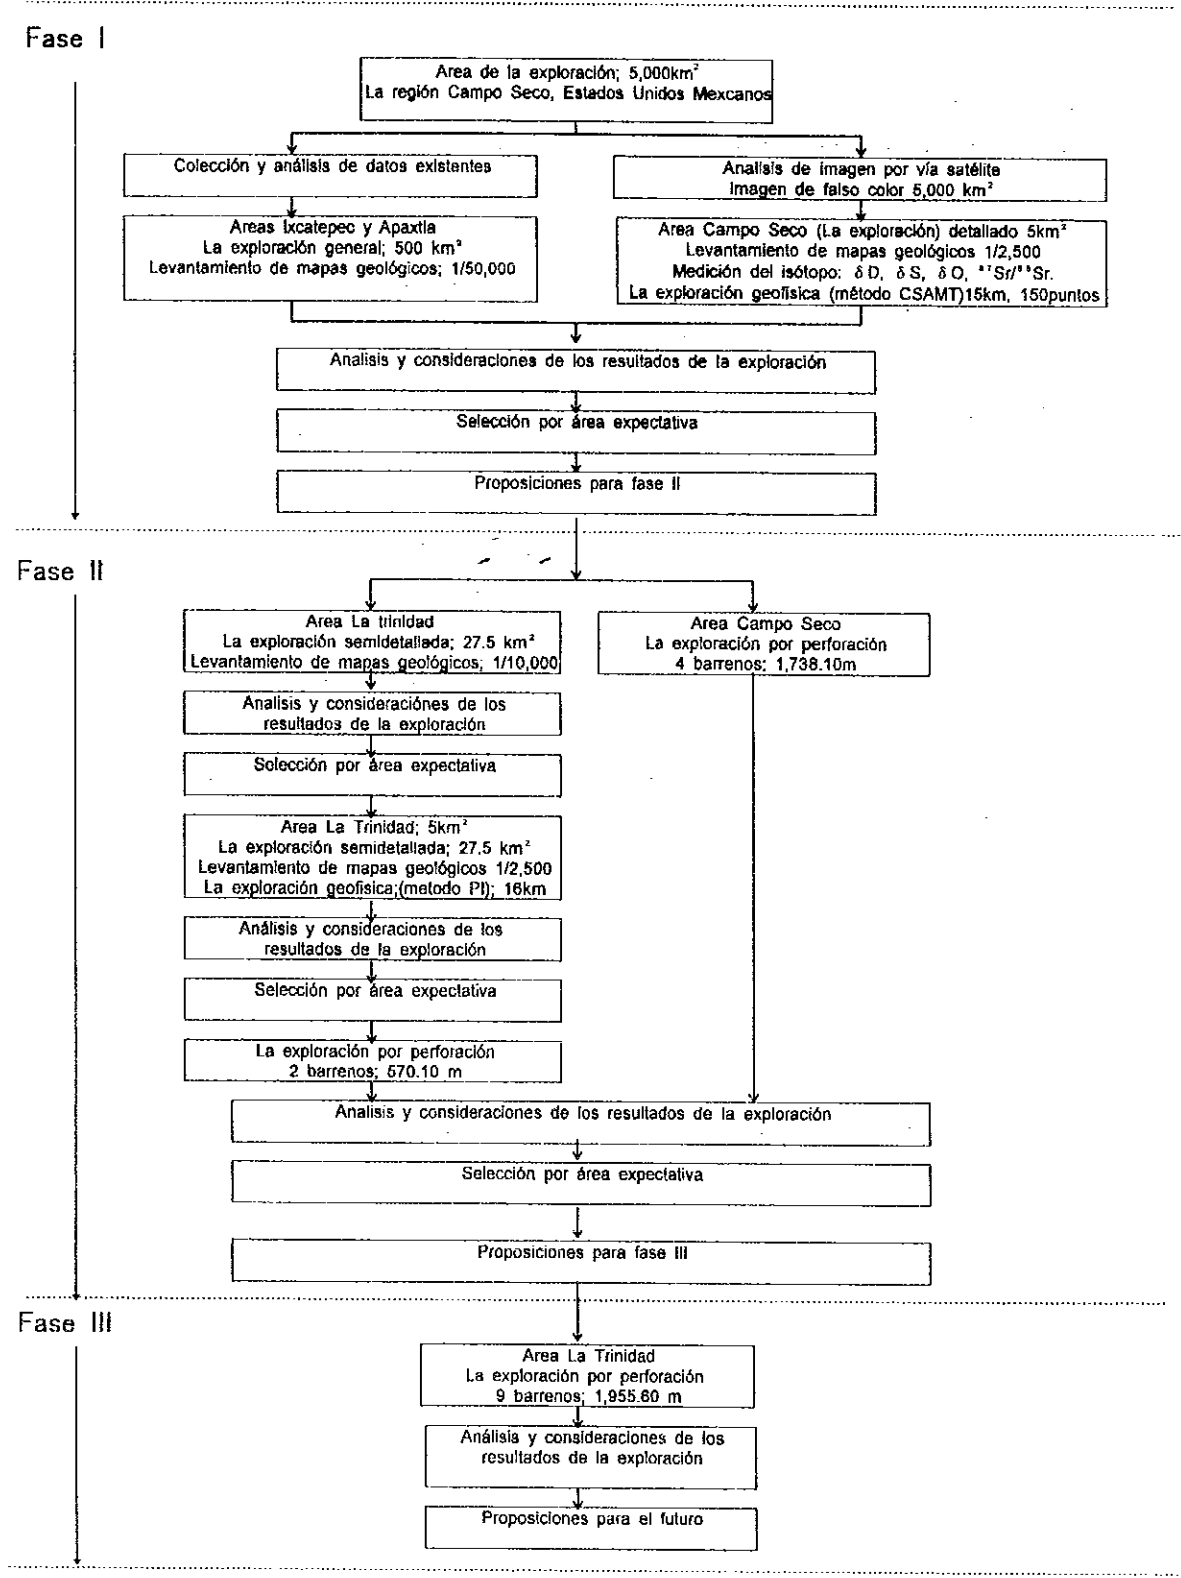 Fase I
Area de la exploración; 5,000km²
La región Campo Seco, Estados Unidos Mexcanos
Colección y análisis de datos existentes
Analisis de imagen por vía satélite
Imagen de falso color 5,000 km²
Areas Ixcatepec y Apaxtla
La exploración general; 500 km²
Levantamiento de mapas geológicos; 1/50,000
Area Campo Seco (La exploración) detallado 5km²
Levantamiento de mapas geológicos 1/2,500
Medición del isótopo: δD, δS, δO, ⁸⁷Sr/⁸⁶Sr.
La exploración geofísica (método CSAMT)15km, 150puntos
Analisis y consideraciones de los resultados de la exploración
Selección por área expectativa
Proposiciones para fase II
Fase II
Area La trinidad
La exploración semidetallada; 27.5 km²
Levantamiento de mapas geológicos; 1/10,000
Area Campo Seco
La exploración por perforación
4 barrenos; 1,738.10m
Analisis y consideraciónes de los
resultados de la exploración
Selección por área expectativa
Area La Trinidad; 5km²
La exploración semidetallada; 27.5 km²
Levantamiento de mapas geológicos 1/2,500
La exploración geofisica;(metodo PI); 16km
Análisis y consideraciones de los
resultados de la exploración
Selección por área expectativa
La exploración por perforación
2 barrenos; 570.10 m
Analisis y consideraciones de los resultados de la exploración
Selección por área expectativa
Proposiciones para fase III
Fase III
Area La Trinidad
La exploración por perforación
9 barrenos; 1,955.60 m
Análisis y consideraciones de los
resultados de la exploración
Proposiciones para el futuro